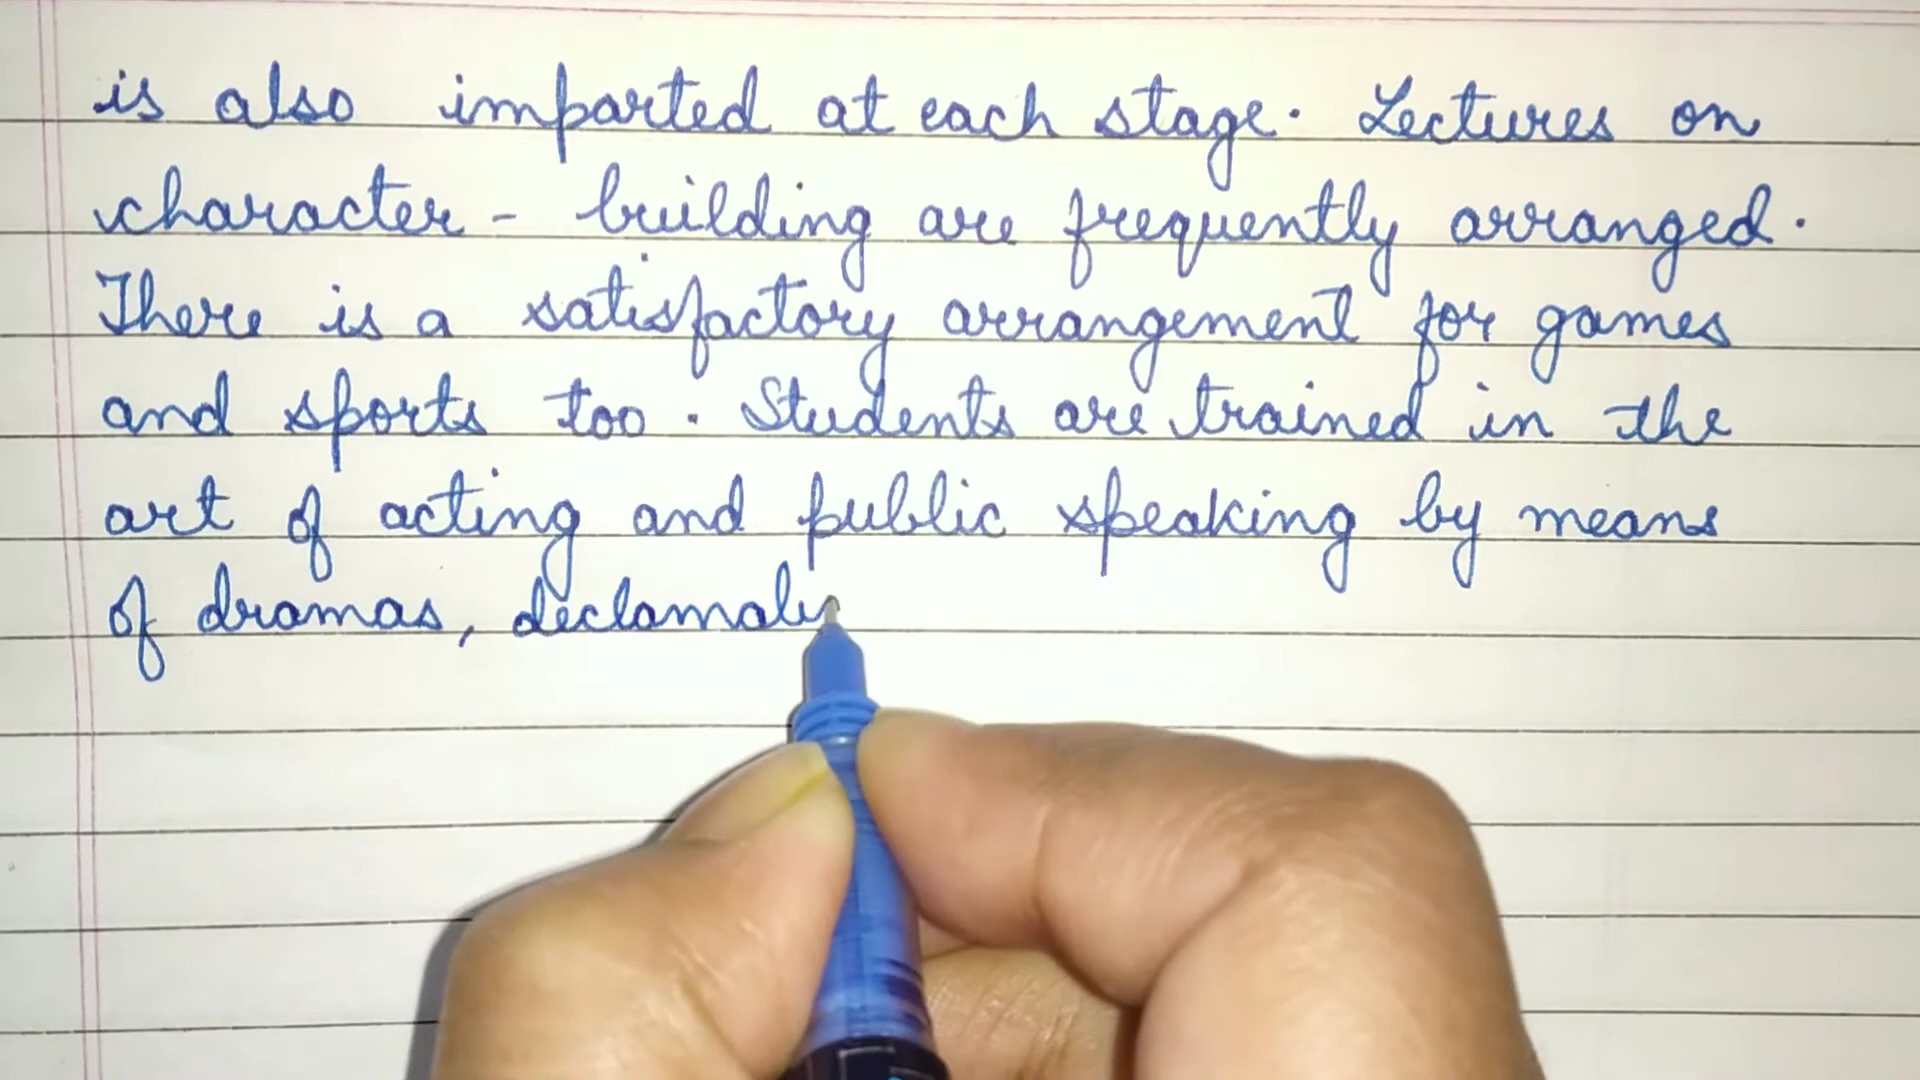 is also imparted at each stage. Lectures on
character - building are frequently arranged.
There is a satisfactory arrangement for games
and sports too. Students are trained in the
art of acting and public speaking by means
of dramas,